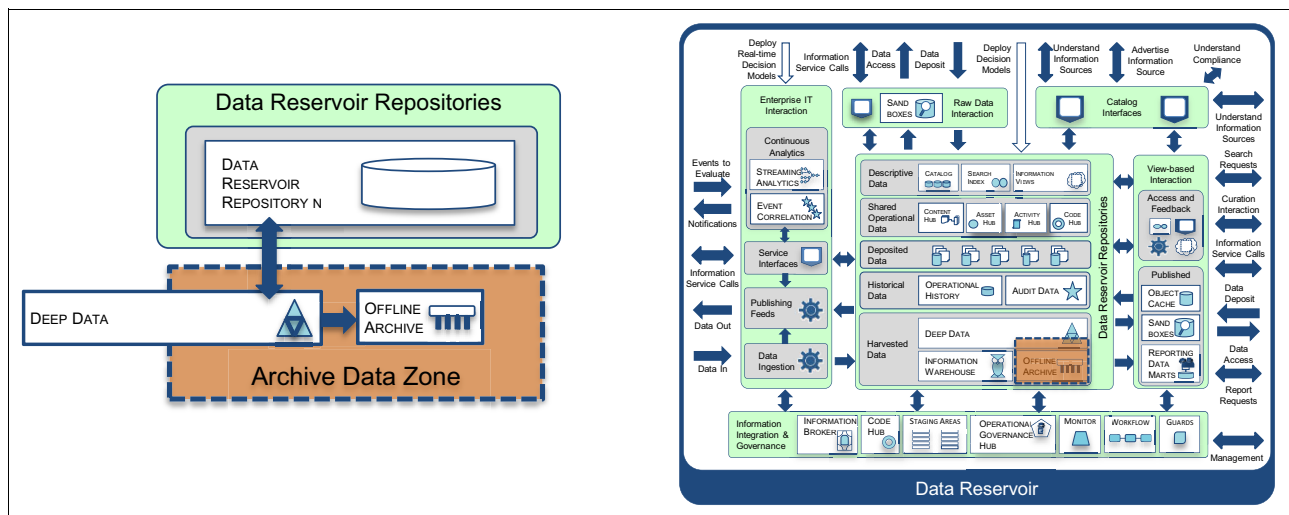 Data Reservoir Repositories
DATA
RESERVOIR
REPOSITORY N
DEEP DATA
OFFLINE
ARCHIVE
Archive Data Zone
Deploy
Real-time
Decision
Models
Information
Service Calls
Data
Access
Data
Deposit
Deploy
Decision
Models
Understand
Information
Sources
Advertise
Information
Source
Understand
Compliance
Enterprise IT
Interaction
SAND
BOXES
Raw Data
Interaction
Catalog
Interfaces
Understand
Information
Sources
Continuous
Analytics
STREAMING
ANALYTICS
EVENT
CORRELATION
Events to
Evaluate
Notifications
Service
Interfaces
Information
Service Calls
Publishing
Feeds
Data Out
Data
Ingestion
Data In
Descriptive
Data
CATALOG
SEARCH
INDEX
INFORMATION
VIEWS
Shared
Operational
Data
CONTENT
HUB
ASSET
HUB
ACTIVITY
HUB
CODE
HUB
Deposited
Data
Historical
Data
OPERATIONAL
HISTORY
AUDIT DATA
Harvested
Data
DEEP DATA
INFORMATION
WAREHOUSE
OFFLINE
ARCHIVE
Data Reservoir Repositories
View-based
Interaction
Access and
Feedback
Published
OBJECT
CACHE
SAND
BOXES
REPORTING
DATA
MARTS
Search
Requests
Curation
Interaction
Information
Service Calls
Data
Deposit
Data
Access
Report
Requests
Information
Integration &
Governance
INFORMATION
BROKER
CODE
HUB
STAGING AREAS
OPERATIONAL
GOVERNANCE
HUB
MONITOR
WORKFLOW
GUARDS
Management
Data Reservoir